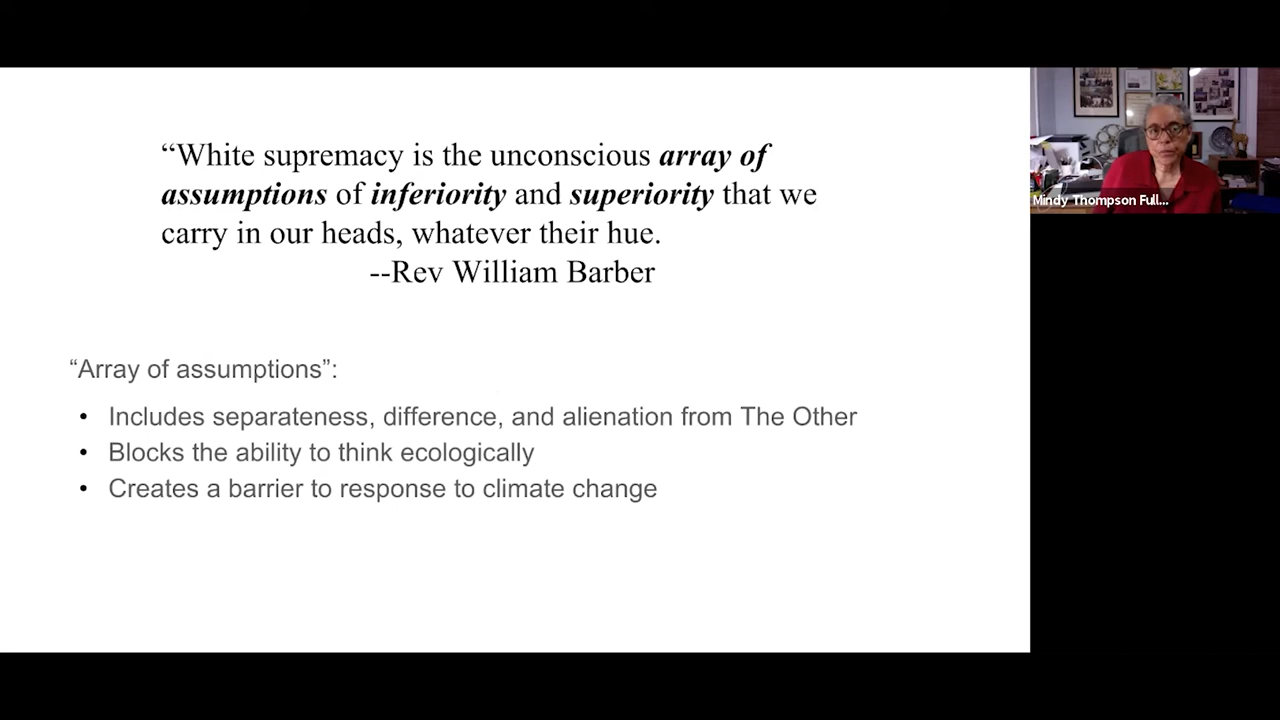 “White supremacy is the unconscious array of
assumptions of inferiority and superiority that we
carry in our heads, whatever their hue.
--Rev William Barber
“Array of assumptions”:
• Includes separateness, difference, and alienation from The Other
• Blocks the ability to think ecologically
• Creates a barrier to response to climate change
Mindy Thompson Full...